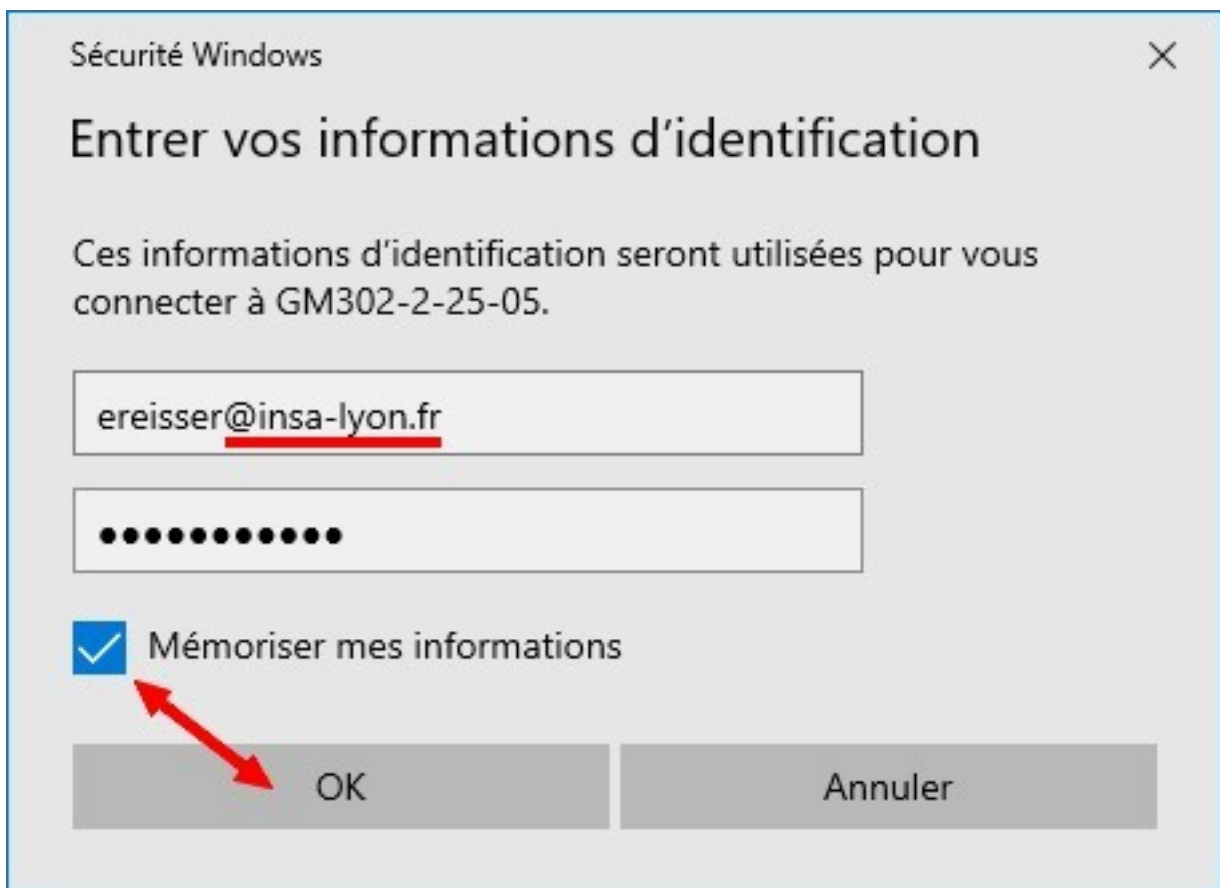 Sécurité Windows
Entrer vos informations d’identification
Ces informations d’identification seront utilisées pour vous
connecter à GM302-2-25-05.
ereisser@insa-lyon.fr
•••••••••••
Mémoriser mes informations
OK
Annuler